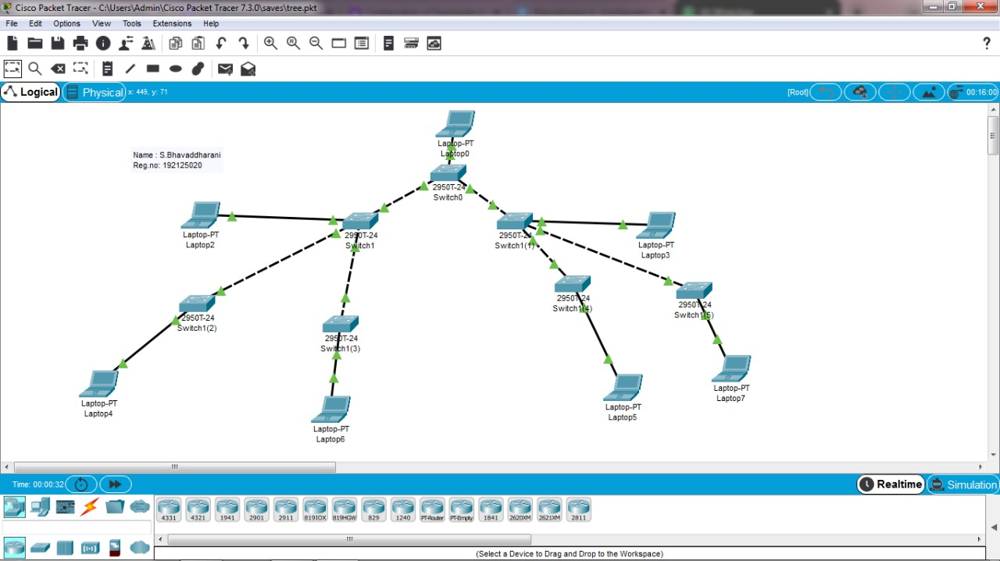 Cisco Packet Tracer - C:\Users\Admin\Cisco Packet Tracer 7.3.0\saves\tree.pkt
File Edit Options View Tools Extensions Help
?
Logical Physical x: 449, y: 71 [Root] 00:16:00
Name : S.Bhavaddharani
Reg.no: 192125020
Laptop-PT
Laptop0
2950T-24
Switch0
Laptop-PT
Laptop2
2950T-24
Switch1
2950T-24
Switch1(1)
Laptop-PT
Laptop3
2950T-24
Switch1(2)
2950T-24
Switch1(3)
2950T-24
Switch1(4)
2950T-24
Switch1(5)
Laptop-PT
Laptop4
Laptop-PT
Laptop6
Laptop-PT
Laptop5
Laptop-PT
Laptop7
Time: 00:00:32 Realtime Simulation
4331 4321 1941 2901 2911 819IOX 819HGW 829 1240 PT-Router PT-Empty 1841 2620XM 2621XM 2811
(Select a Device to Drag and Drop to the Workspace)